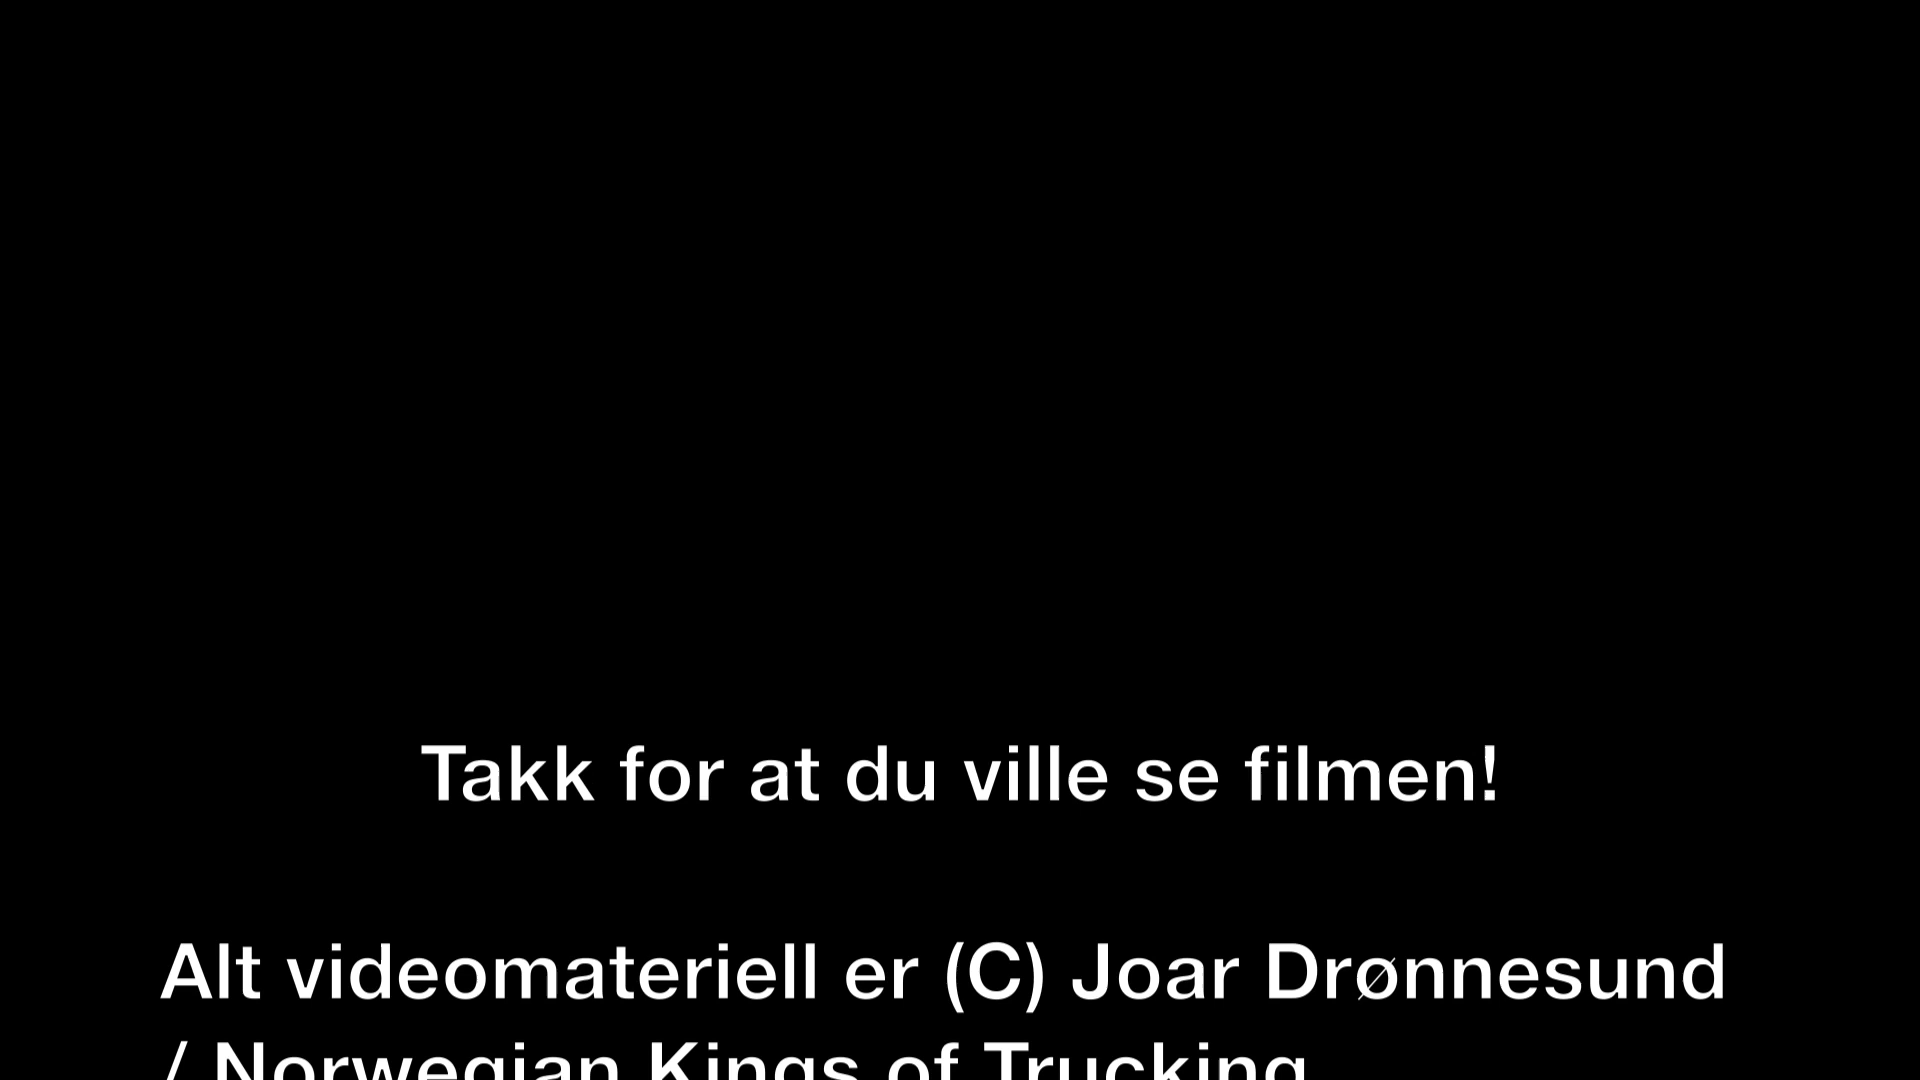 Takk for at du ville se filmen!
Alt videomateriell er (C) Joar Drønnesund
/ Norwegian Kings of Trucking